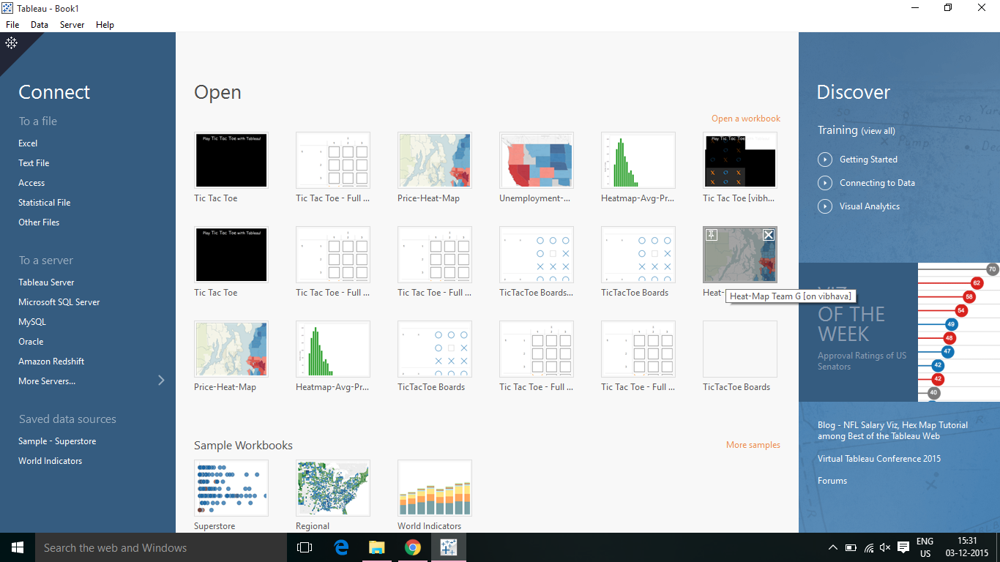 Tableau - Book1
File Data Server Help
Connect
To a file
Excel
Text File
Access
Statistical File
Other Files
To a server
Tableau Server
Microsoft SQL Server
MySQL
Oracle
Amazon Redshift
More Servers...
Saved data sources
Sample - Superstore
World Indicators
Open
Open a workbook
Play Tic Tac Toe with Tableau!
Play Tic Tac Toe with Tableau!
Tic Tac Toe
Tic Tac Toe - Full ...
Price-Heat-Map
Unemployment-...
Heatmap-Avg-Pr...
Tic Tac Toe [vibh...
Play Tic Tac Toe with Tableau!
Tic Tac Toe
Tic Tac Toe - Full ...
Tic Tac Toe - Full ...
TicTacToe Boards...
TicTacToe Boards
Heat-
Heat-Map Team G [on vibhava]
Price-Heat-Map
Heatmap-Avg-Pr...
TicTacToe Boards
Tic Tac Toe - Full ...
Tic Tac Toe - Full ...
TicTacToe Boards
Sample Workbooks
More samples
Superstore
Regional
World Indicators
Discover
Training (view all)
Getting Started
Connecting to Data
Visual Analytics
OF THE
WEEK
Approval Ratings of US
Senators
70
62
58
54
49
48
47
42
42
40
Blog - NFL Salary Viz, Hex Map Tutorial
among Best of the Tableau Web
Virtual Tableau Conference 2015
Forums
Search the web and Windows
ENG
US
15:31
03-12-2015